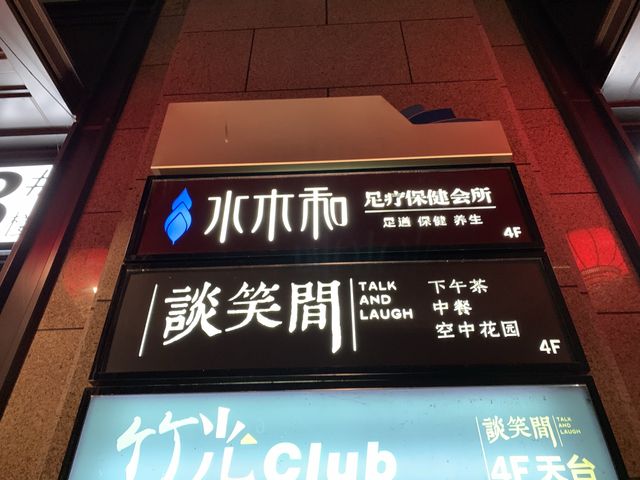 水木和
足疗保健会所
足道 保健 养生
4F
談笑間
TALK
AND
LAUGH
下午茶
中餐
空中花园
4F
竹光Club
談笑間
TALK
AND
LAUGH
4F天台